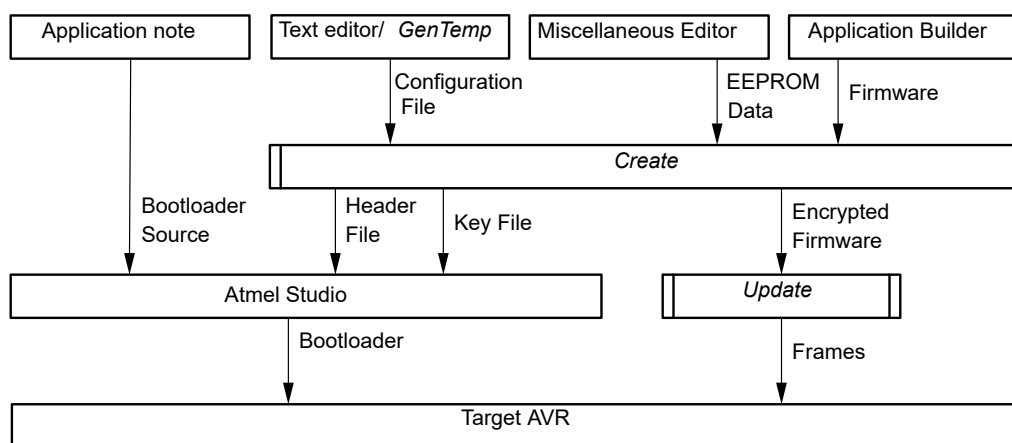 Application note
Text editor/ GenTemp
Miscellaneous Editor
Application Builder
Configuration
File
EEPROM
Data
Firmware
Create
Bootloader
Source
Header
File
Key File
Encrypted
Firmware
Atmel Studio
Update
Bootloader
Frames
Target AVR